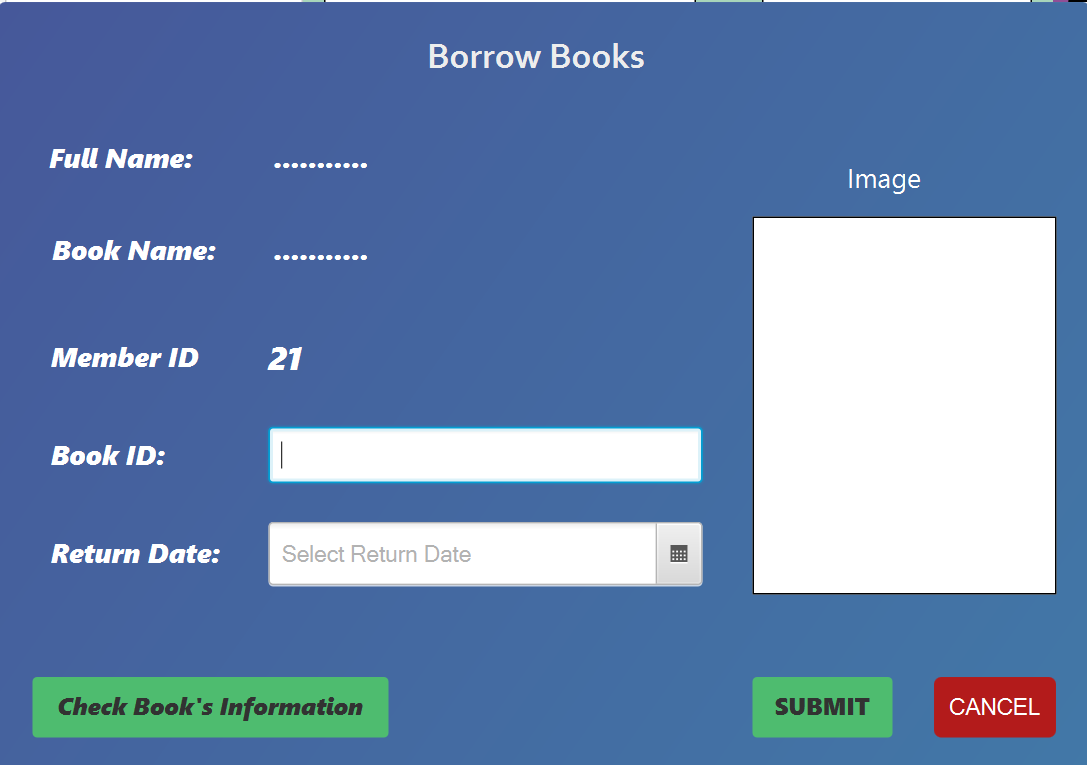 Borrow Books
Full Name: ...........
Image
Book Name: ...........
Member ID 21
Book ID:
Return Date: Select Return Date
Check Book's Information SUBMIT CANCEL